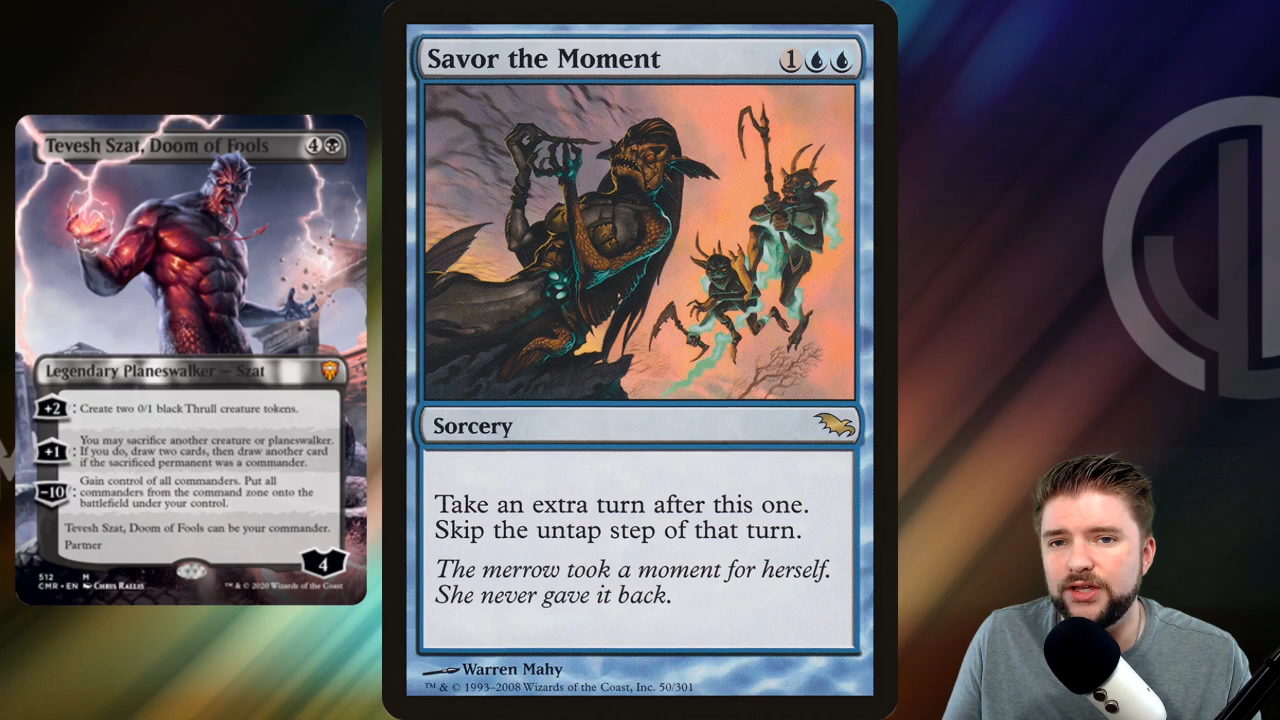 Tevesh Szat, Doom of Fools 4
Legendary Planeswalker — Szat
+2 : Create two 0/1 black Thrull creature tokens.
+1 : You may sacrifice another creature or planeswalker.
If you do, draw two cards, then draw another card
if the sacrificed permanent was a commander.
-10 : Gain control of all commanders. Put all
commanders from the command zone onto the
battlefield under your control.
Tevesh Szat, Doom of Fools can be your commander.
Partner
4
512 M
CMR • EN Chris Rallis ™ & © 2020 Wizards of the Coast
Savor the Moment 1
Sorcery
Take an extra turn after this one.
Skip the untap step of that turn.
The merrow took a moment for herself.
She never gave it back.
Warren Mahy
™ & © 1993–2008 Wizards of the Coast, Inc. 50/301